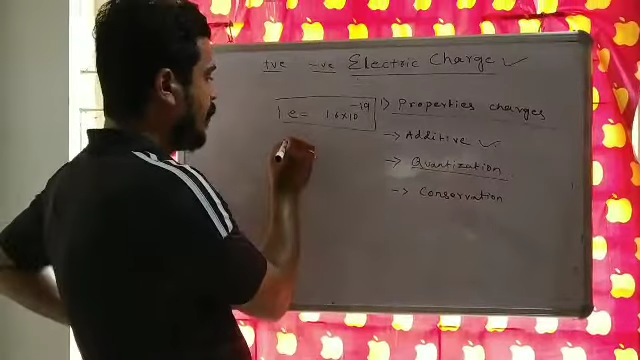 +ve -ve Electric Charge ✓
1e = 1.6×10⁻¹⁹
1) Properties charges
→ Additive ✓
→ Quantization
→ Conservation